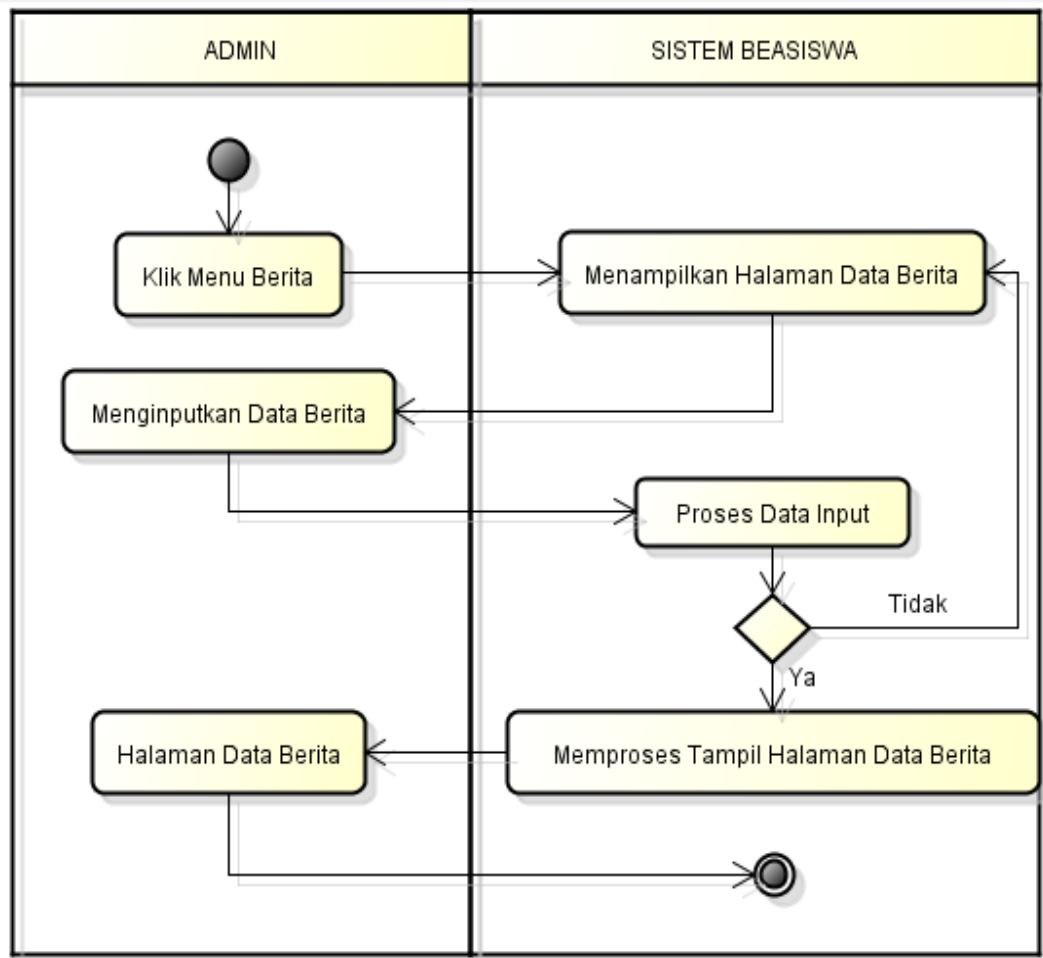 ADMIN
SISTEM BEASISWA
Klik Menu Berita
Menampilkan Halaman Data Berita
Menginputkan Data Berita
Proses Data Input
Tidak
Ya
Halaman Data Berita
Memproses Tampil Halaman Data Berita